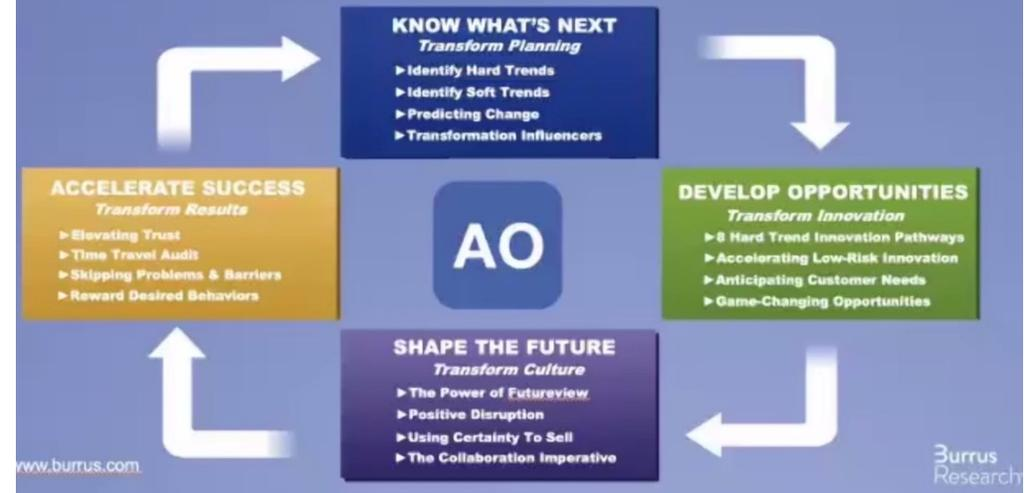 KNOW WHAT'S NEXT
Transform Planning
►Identify Hard Trends
►Identify Soft Trends
►Predicting Change
►Transformation Influencers
DEVELOP OPPORTUNITIES
Transform Innovation
►8 Hard Trend Innovation Pathways
►Accelerating Low-Risk Innovation
►Anticipating Customer Needs
►Game-Changing Opportunities
SHAPE THE FUTURE
Transform Culture
►The Power of Futureview
►Positive Disruption
►Using Certainty To Sell
►The Collaboration Imperative
ACCELERATE SUCCESS
Transform Results
►Elevating Trust
►Time Travel Audit
►Skipping Problems & Barriers
►Reward Desired Behaviors
AO
www.burrus.com
Burrus
Research